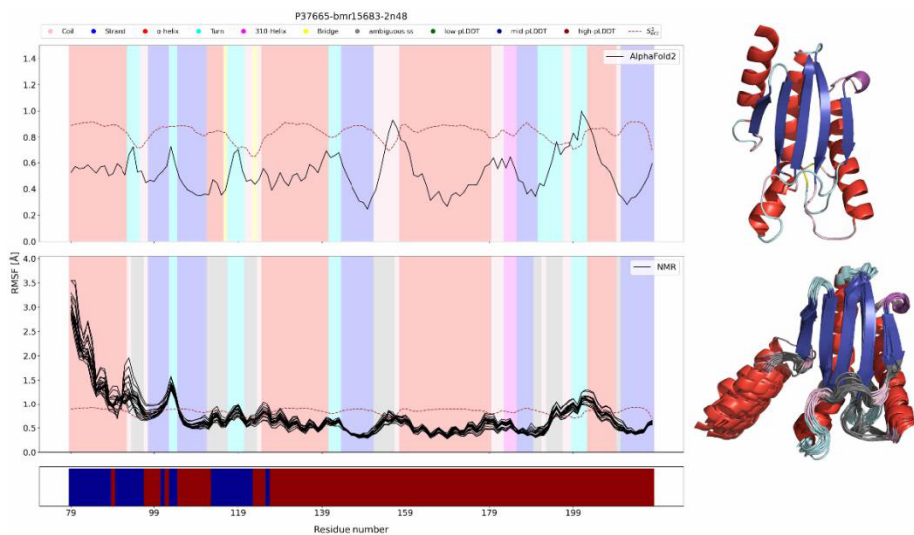 P37665-bmr15683-2n48
Coil Strand α helix Turn 310 Helix Bridge ambiguous ss low-pLDDT mid-pLDDT high-pLDDT
AlphaFold2
1.4
1.2
1.0
0.8
0.6
0.4
0.2
0.0
RMSF [Å]
NMR
4.0
3.5
3.0
2.5
2.0
1.5
1.0
0.5
0.0
79 99 119 139 159 179 199
Residue number